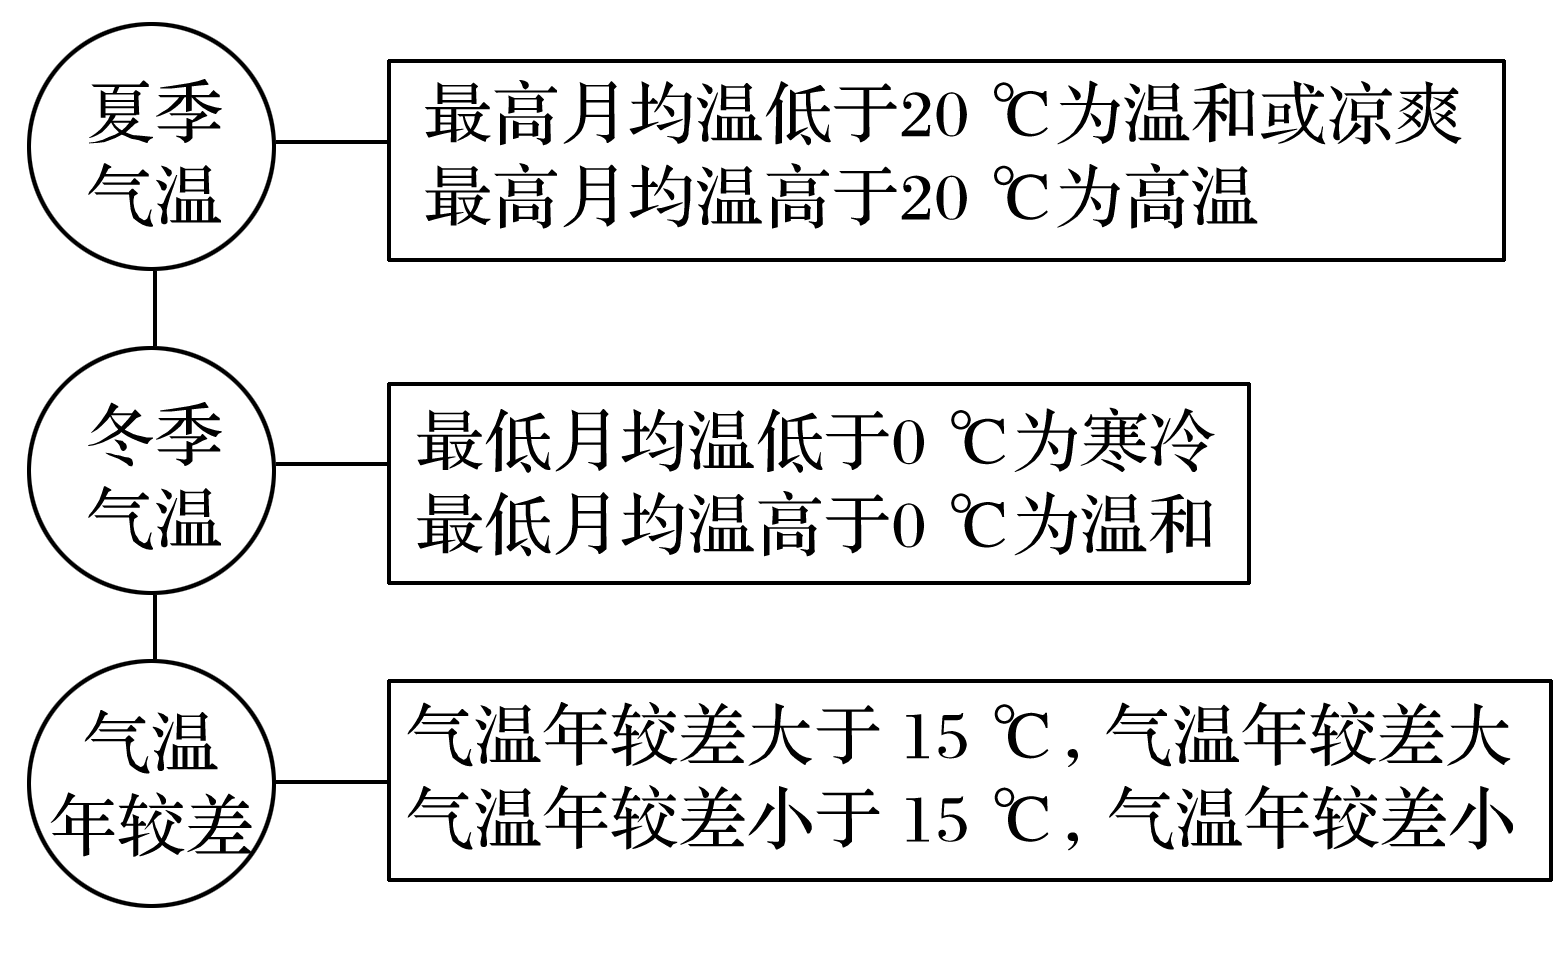 夏季
气温
最高月均温低于20 ℃为温和或凉爽
最高月均温高于20 ℃为高温
冬季
气温
最低月均温低于0 ℃为寒冷
最低月均温高于0 ℃为温和
气温
年较差
气温年较差大于 15 ℃, 气温年较差大
气温年较差小于 15 ℃, 气温年较差小